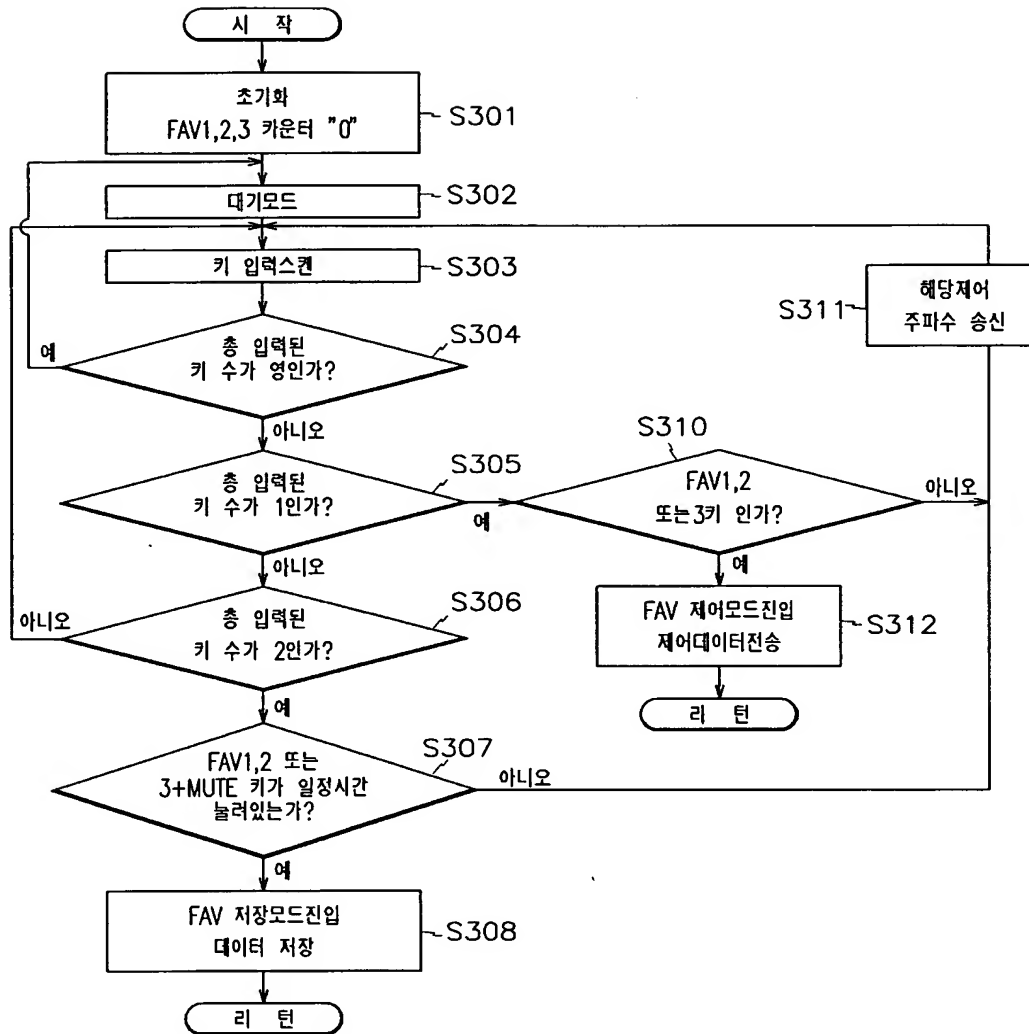 시 작
초기화
FAV1,2,3 카운터 "0"
S301
대기모드
S302
키 입력스켄
S303
총 입력된
키 수가 영인가?
S304
예
아니오
총 입력된
키 수가 1인가?
S305
예
아니오
총 입력된
키 수가 2인가?
S306
아니오
예
FAV1,2 또는
3+MUTE 키가 일정시간
눌려있는가?
S307
아니오
예
FAV 저장모드진입
데이터 저장
S308
리 턴
S310
FAV1,2
또는3키 인가?
아니오
예
해당제어
주파수 송신
S311
FAV 제어모드진입
제어데이터전송
S312
리 턴